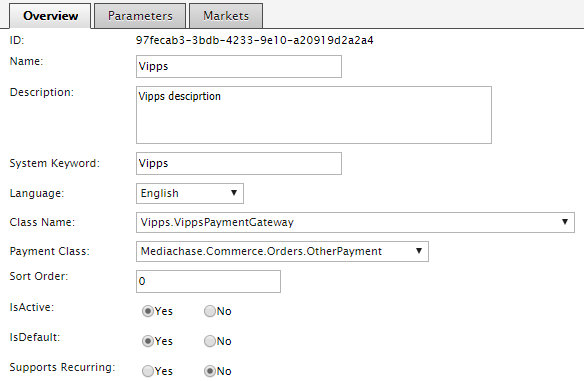 Overview Parameters Markets
ID: 97fecab3-3bdb-4233-9e10-a20919d2a2a4
Name: Vipps
Description: Vipps desciprtion
System Keyword: Vipps
Language: English
Class Name: Vipps.VippsPaymentGateway
Payment Class: Mediachase.Commerce.Orders.OtherPayment
Sort Order: 0
IsActive: Yes No
IsDefault: Yes No
Supports Recurring: Yes No